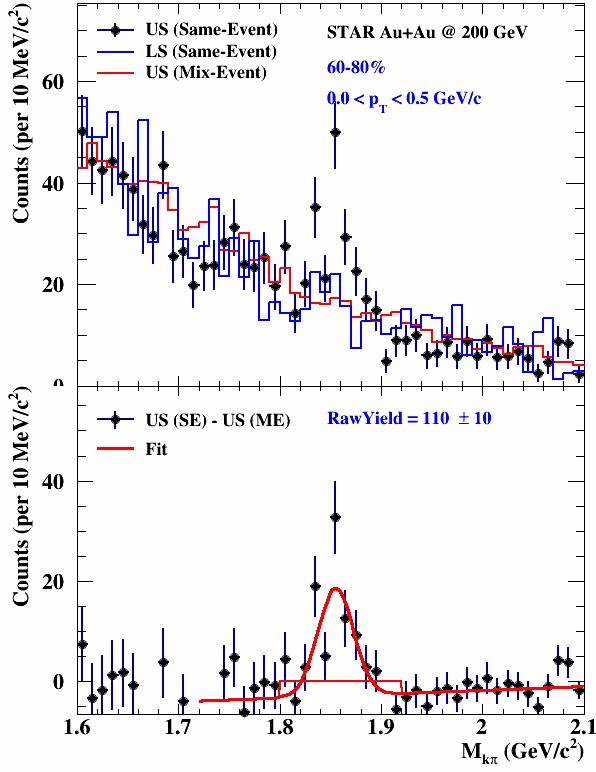 US (Same-Event)
LS (Same-Event)
US (Mix-Event)
STAR Au+Au @ 200 GeV
60-80%
0.0 < p_T < 0.5 GeV/c
Counts (per 10 MeV/c²)
60
40
20
0
US (SE) - US (ME)
Fit
RawYield = 110 ± 10
Counts (per 10 MeV/c²)
40
20
0
1.6 1.7 1.8 1.9 2 2.1
M_kπ (GeV/c²)